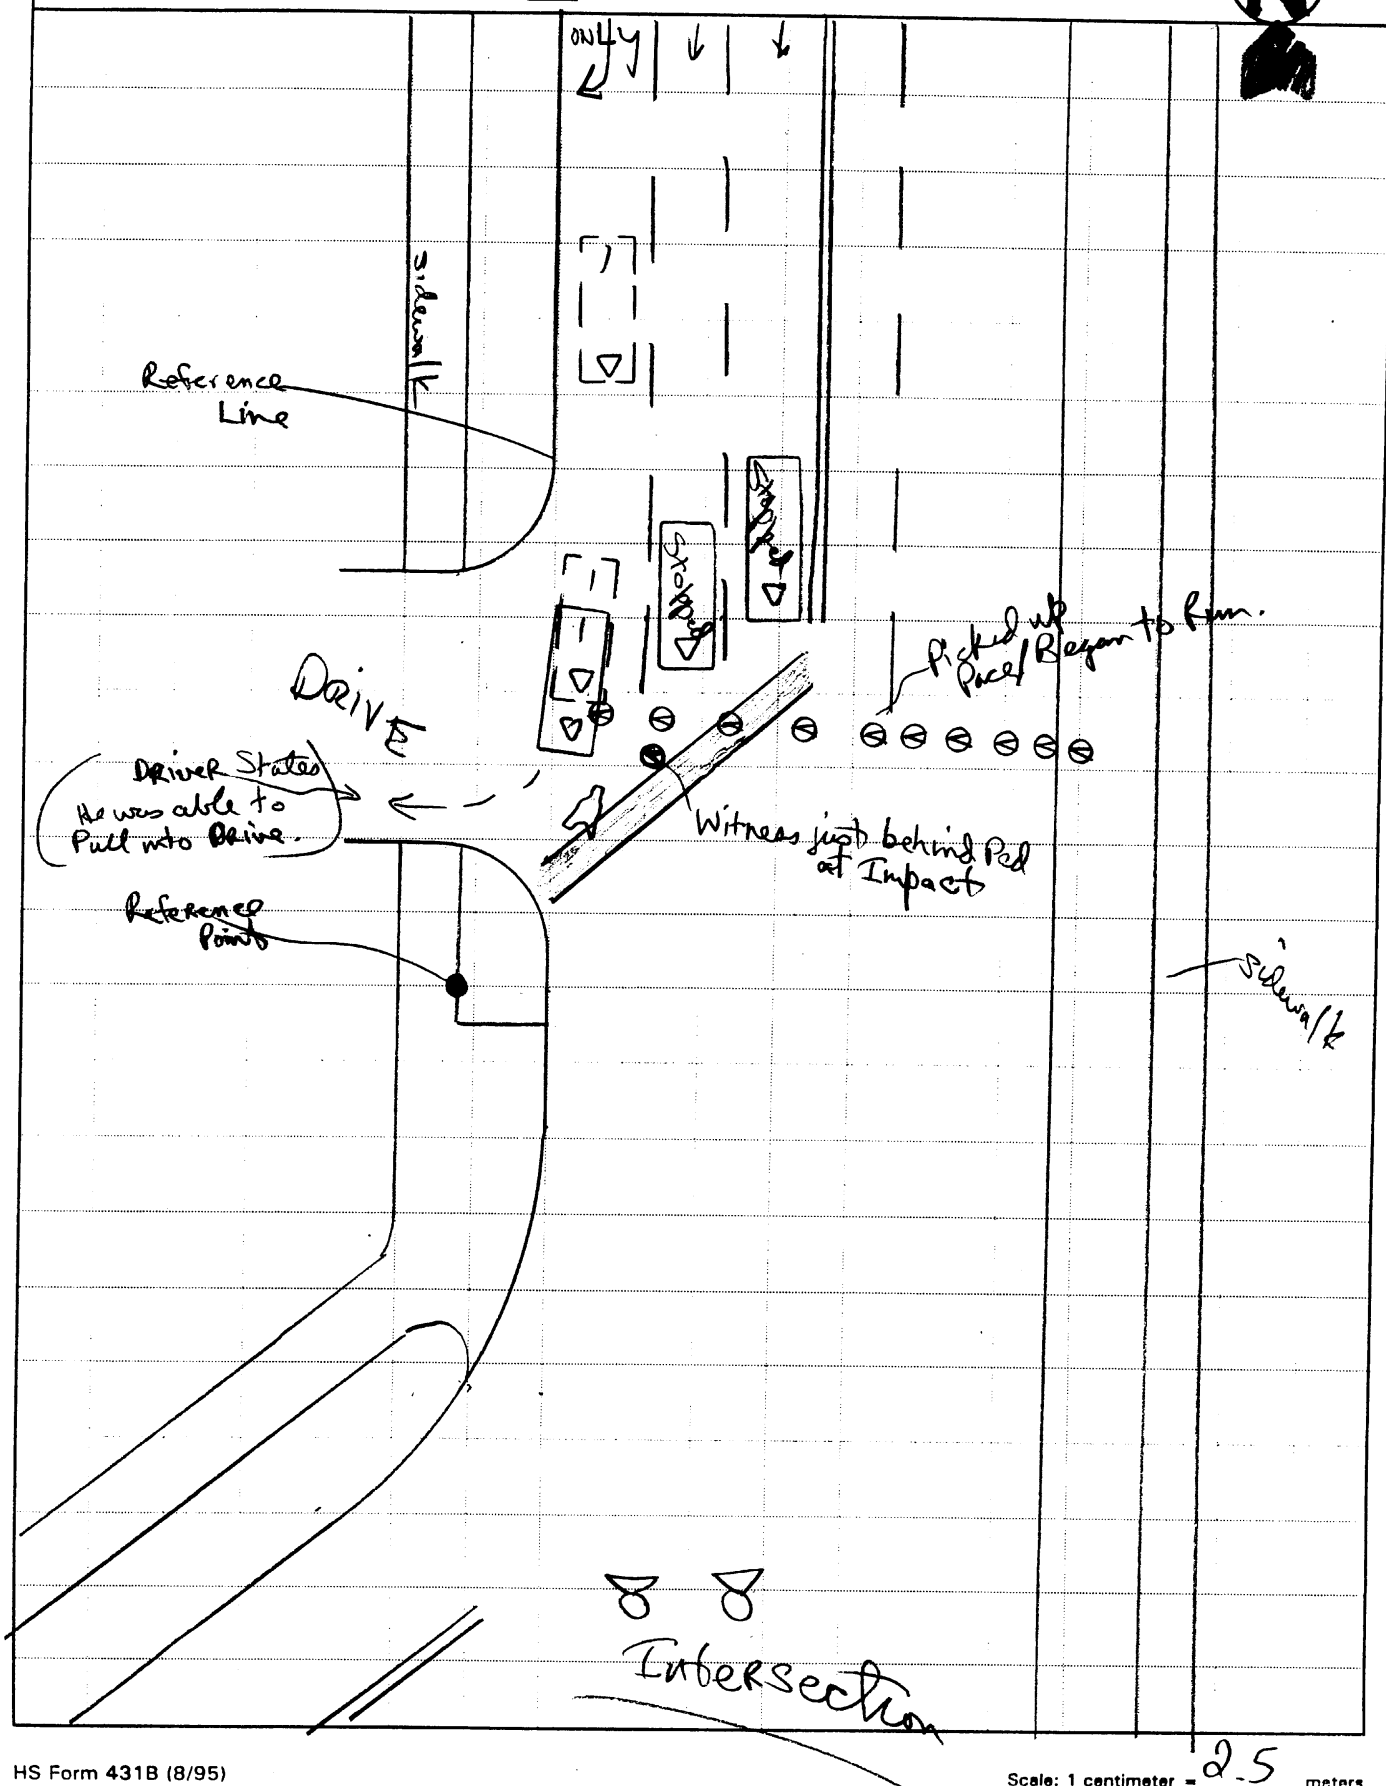 ONLY
sidewalk
Reference
Line
Stopped
Stopped
Picked up
Pace/Began to Run.
DRIVE
DRIVER States
He was able to
Pull into Drive.
Witness just behind Ped
at Impact
Reference
Point
sidewalk
Intersection
HS Form 431B (8/95)
Scale: 1 centimeter = 2.5 meters